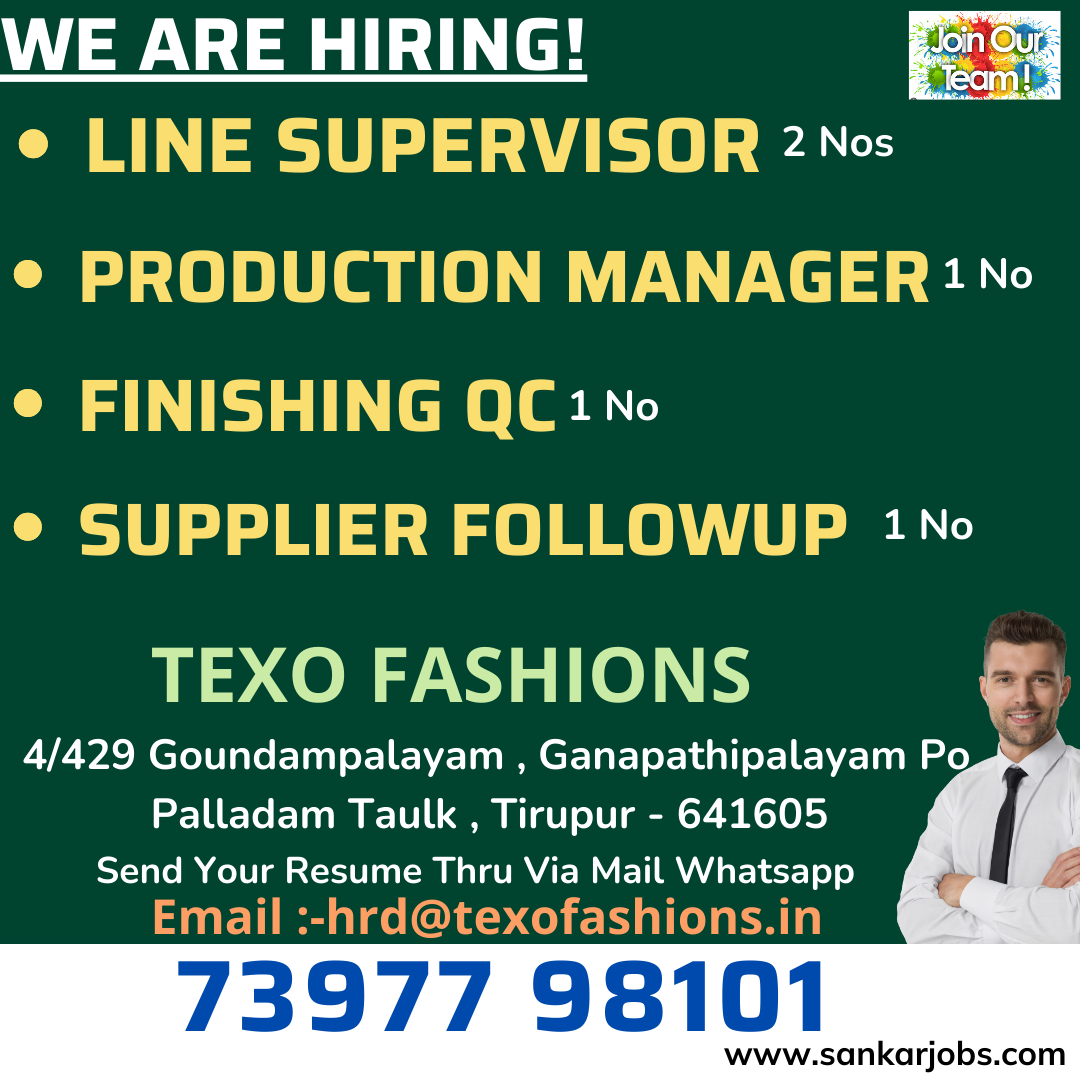 WE ARE HIRING!
Join Our
Team !
• LINE SUPERVISOR 2 Nos
• PRODUCTION MANAGER 1 No
• FINISHING QC 1 No
• SUPPLIER FOLLOWUP 1 No
TEXO FASHIONS
4/429 Goundampalayam , Ganapathipalayam Po
Palladam Taulk , Tirupur - 641605
Send Your Resume Thru Via Mail Whatsapp
Email :-hrd@texofashions.in
73977 98101
www.sankarjobs.com